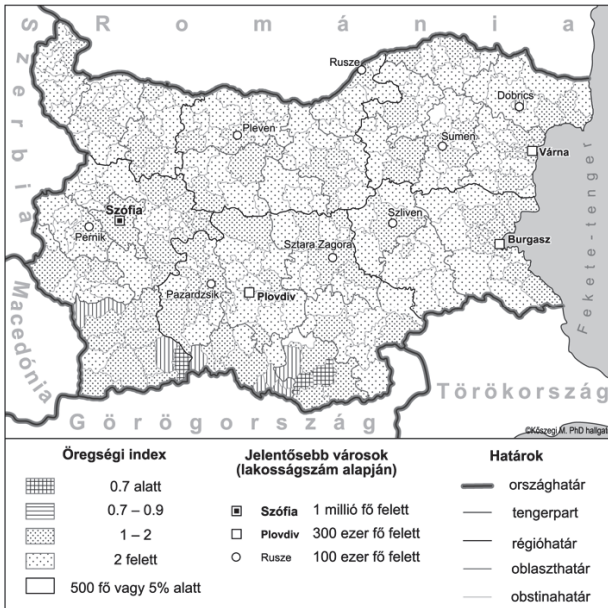 Románia
Szerbia
Rusze
Dobrics
Pleven
Sumen
Várna
Szófia
Pernik
Szliven
Sztara Zagora
Burgasz
Pazardzsik
Plovdiv
Fekete-tenger
Macedónia
Törökország
Görögország
©Kőszegi M. PhD hallgató
Öregségi index
0.7 alatt
0.7 – 0.9
1 – 2
2 felett
500 fő vagy 5% alatt
Jelentősebb városok
(lakosságszám alapján)
Szófia 1 millió fő felett
Plovdiv 300 ezer fő felett
Rusze 100 ezer fő felett
Határok
országhatár
tengerpart
régióhatár
oblaszthatár
obstinahatár